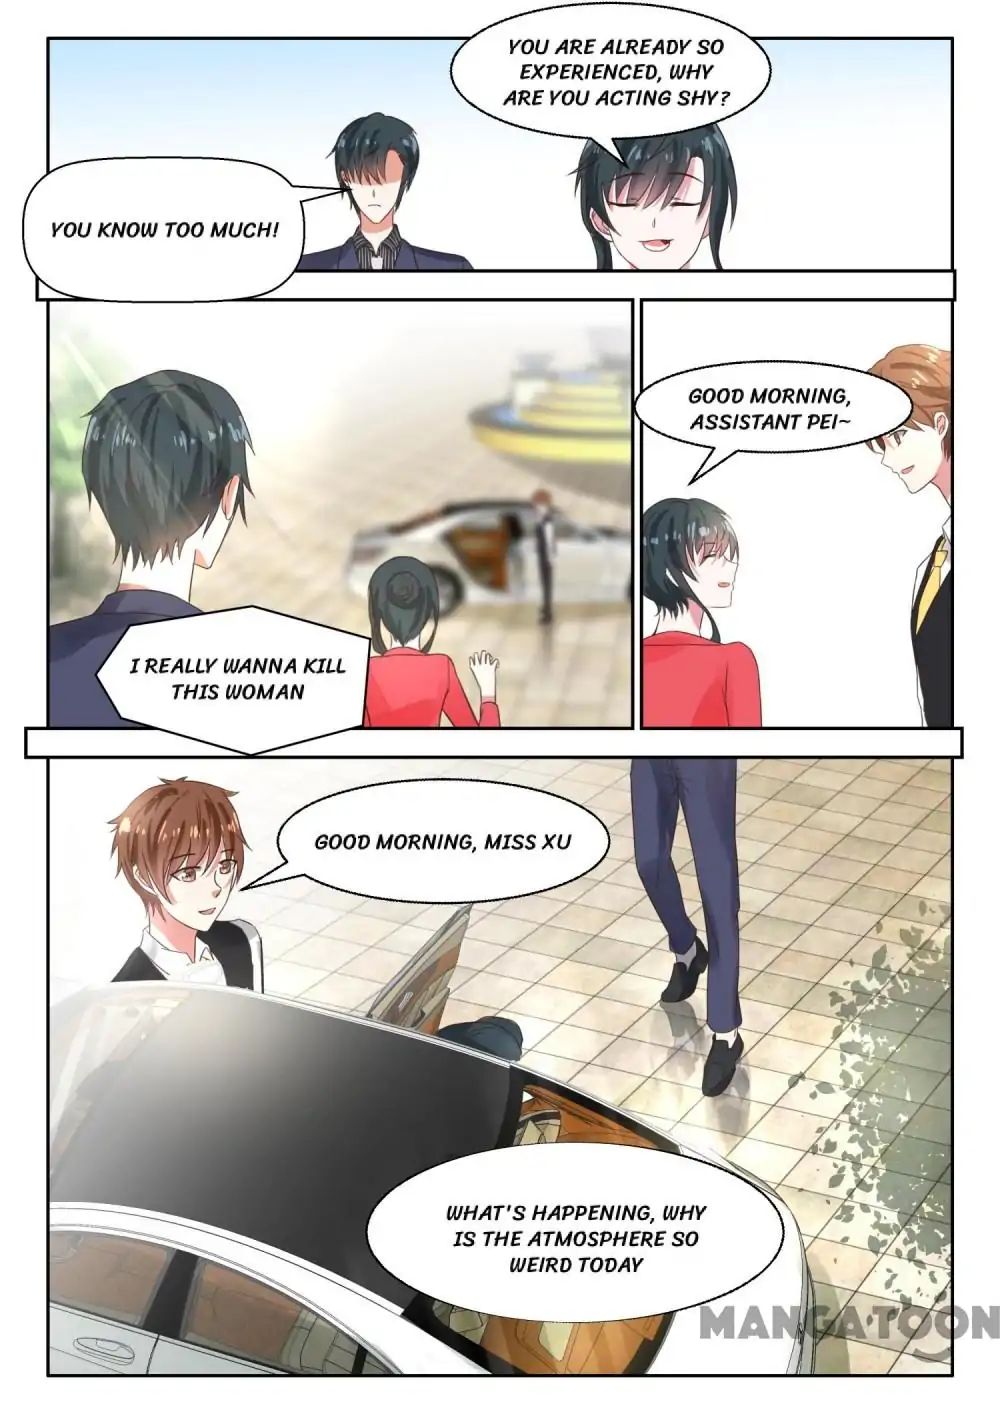 YOU ARE ALREADY SO
EXPERIENCED, WHY
ARE YOU ACTING SHY?
YOU KNOW TOO MUCH!
I REALLY WANNA KILL
THIS WOMAN
GOOD MORNING,
ASSISTANT PEI~
GOOD MORNING, MISS XU
WHAT'S HAPPENING, WHY
IS THE ATMOSPHERE SO
WEIRD TODAY
MANGATOON